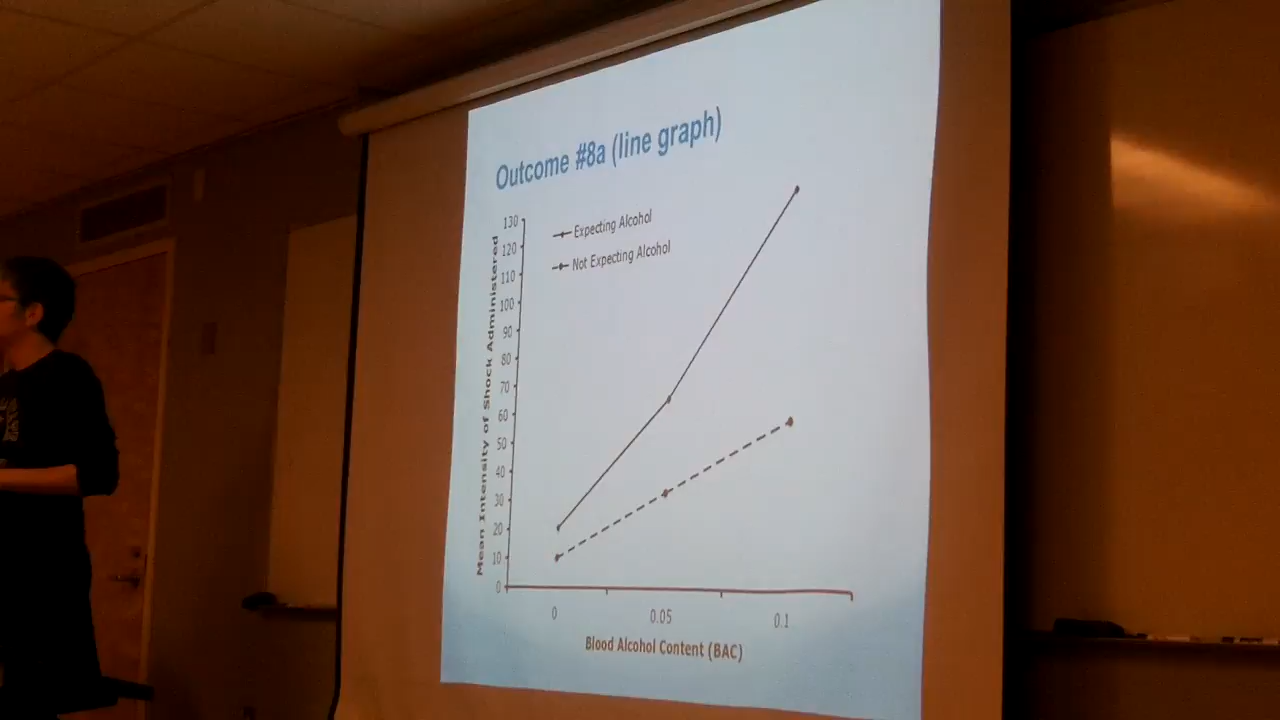 Outcome #8a (line graph)
Expecting Alcohol
Not Expecting Alcohol
Mean Intensity of Shock Administered
130
120
110
100
90
80
70
60
50
40
30
20
10
0
0 0.05 0.1
Blood Alcohol Content (BAC)